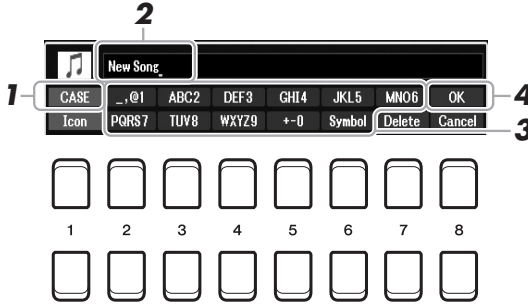 2
New Song_
1 CASE _,@1 ABC2 DEF3 GHI4 JKL5 MNO6 OK 4
Icon PQRS7 TUV8 WXYZ9 +-0 Symbol Delete Cancel 3
1 2 3 4 5 6 7 8